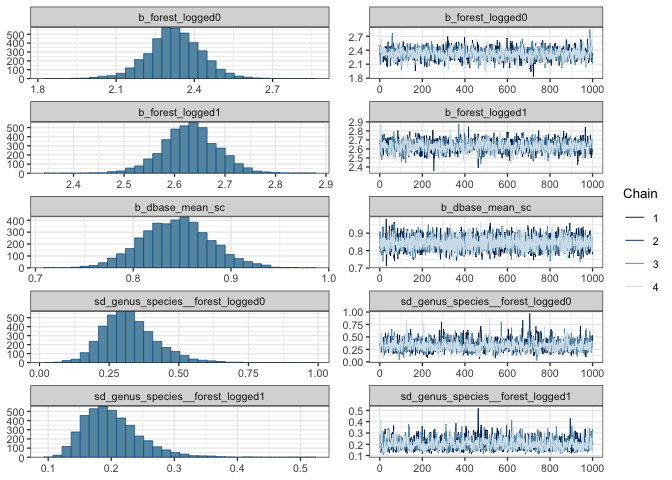 b_forest_logged0
500
400
300
200
100
0
1.8 2.1 2.4 2.7
b_forest_logged0
2.7
2.4
2.1
1.8
0 200 400 600 800 1000
b_forest_logged1
500
400
300
200
100
0
2.4 2.5 2.6 2.7 2.8 2.9
b_forest_logged1
2.9
2.8
2.7
2.6
2.5
2.4
0 200 400 600 800 1000
b_dbase_mean_sc
400
300
200
100
0
0.7 0.8 0.9 1.0
b_dbase_mean_sc
0.9
0.8
0.7
0 200 400 600 800 1000
sd_genus_species__forest_logged0
500
400
300
200
100
0
0.00 0.25 0.50 0.75 1.00
sd_genus_species__forest_logged0
1.00
0.75
0.50
0.25
0.00
0 200 400 600 800 1000
sd_genus_species__forest_logged1
500
400
300
200
100
0
0.1 0.2 0.3 0.4 0.5
sd_genus_species__forest_logged1
0.5
0.4
0.3
0.2
0.1
0 200 400 600 800 1000
Chain
1
2
3
4